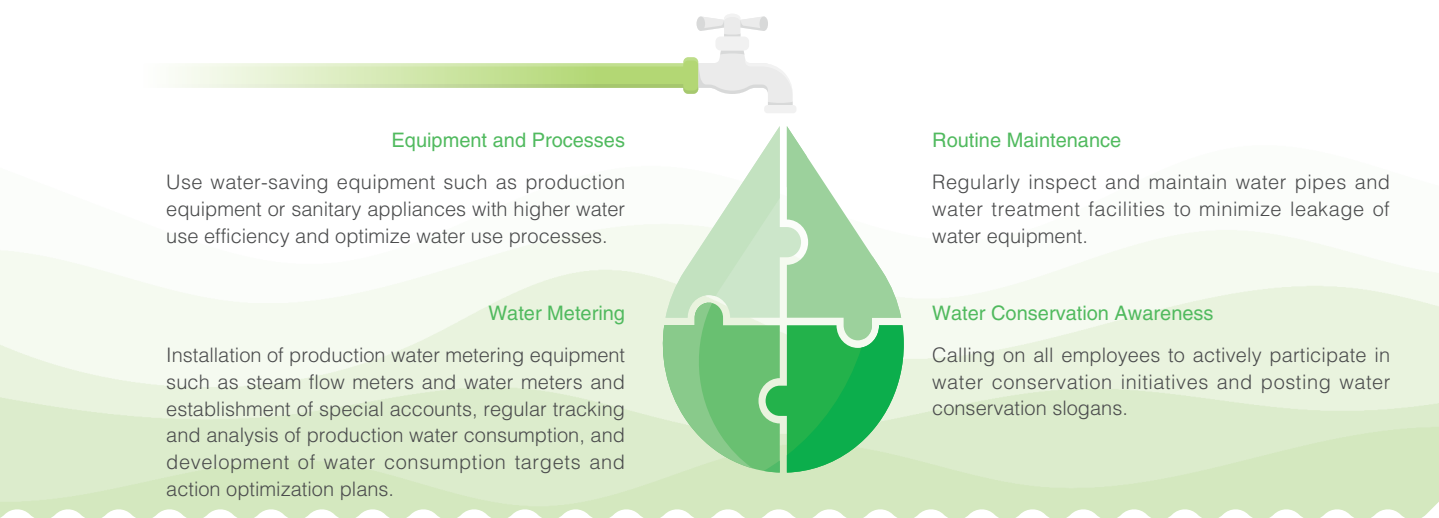 Equipment and Processes
Use water-saving equipment such as production
equipment or sanitary appliances with higher water
use efficiency and optimize water use processes.
Water Metering
Installation of production water metering equipment
such as steam flow meters and water meters and
establishment of special accounts, regular tracking
and analysis of production water consumption, and
development of water consumption targets and
action optimization plans.
Routine Maintenance
Regularly inspect and maintain water pipes and
water treatment facilities to minimize leakage of
water equipment.
Water Conservation Awareness
Calling on all employees to actively participate in
water conservation initiatives and posting water
conservation slogans.